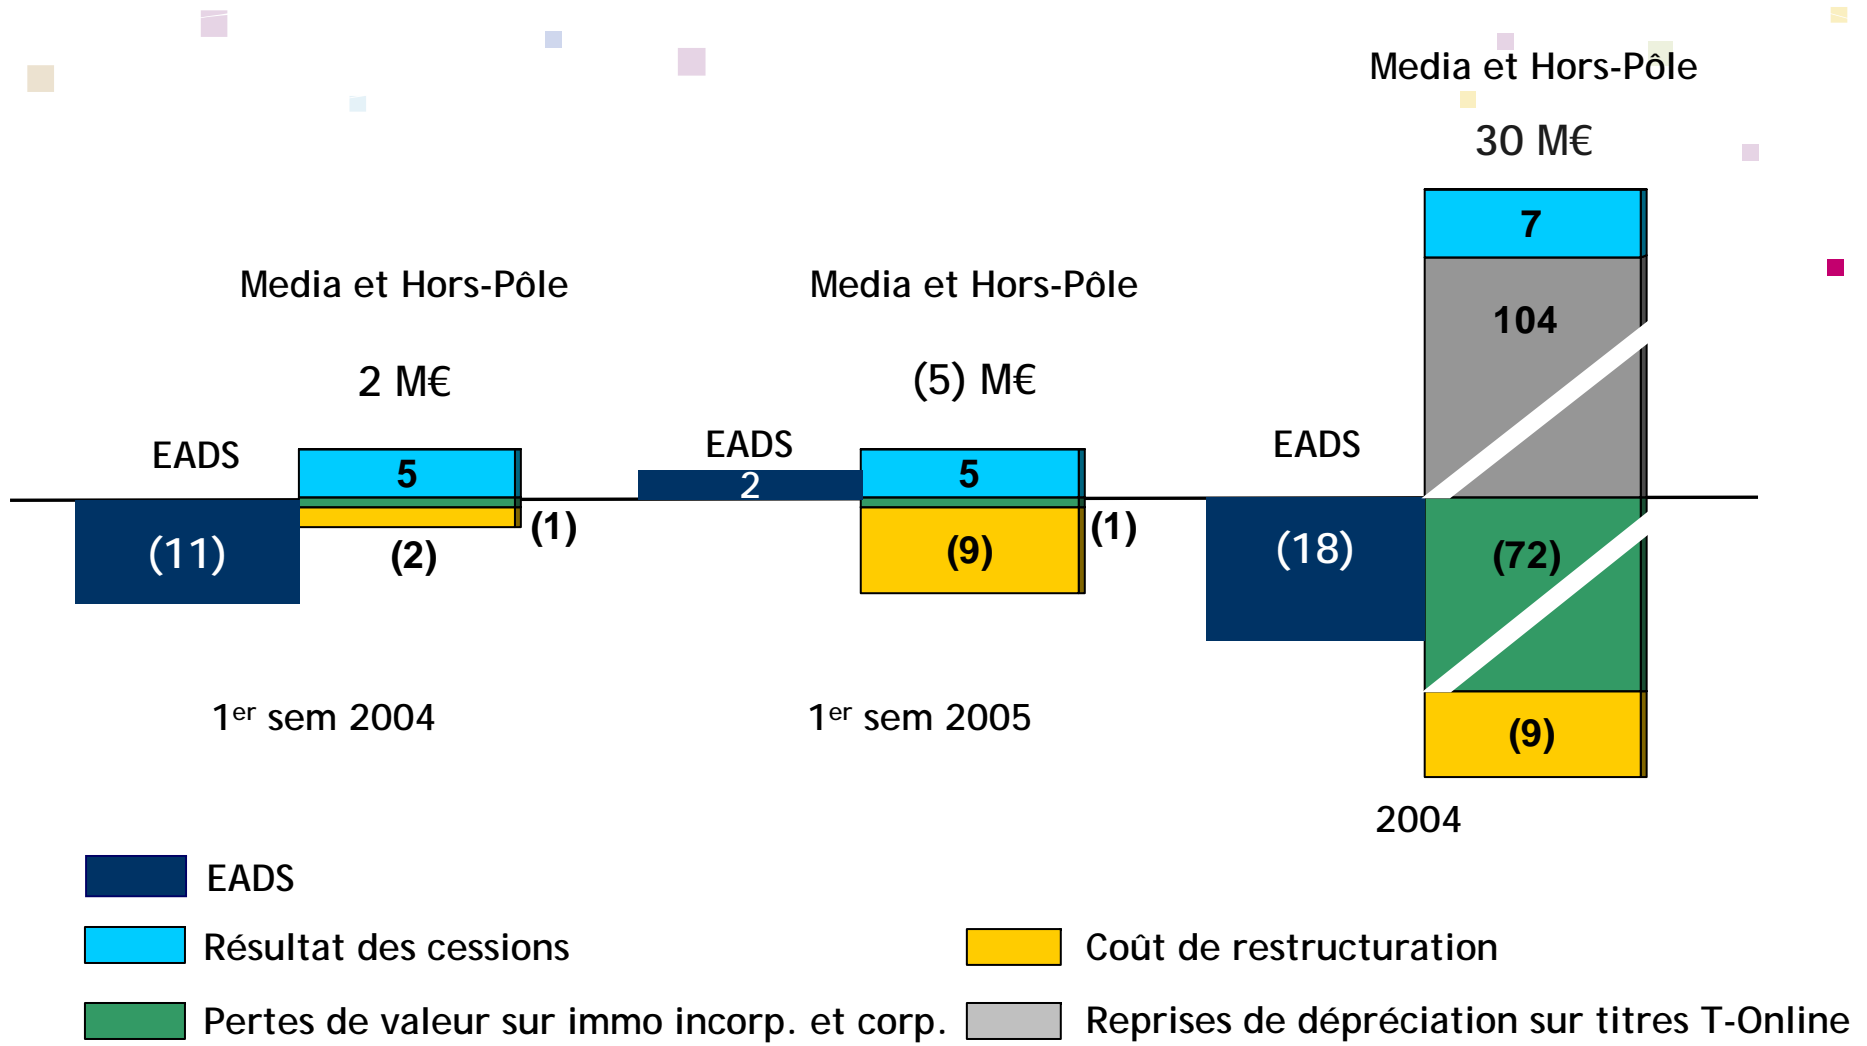 Media et Hors-Pôle
30 M€
7
104
Media et Hors-Pôle
Media et Hors-Pôle
2 M€
(5) M€
EADS
EADS
EADS
5
2
5
(11)
(2)
(1)
(9)
(1)
(18)
(72)
(9)
1er sem 2004
1er sem 2005
2004
EADS
Résultat des cessions
Coût de restructuration
Pertes de valeur sur immo incorp. et corp.
Reprises de dépréciation sur titres T-Online